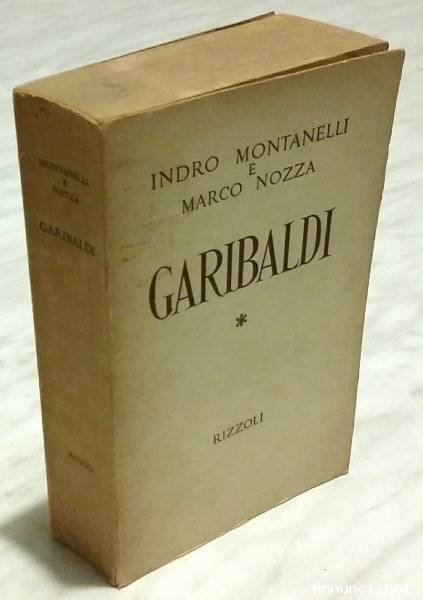 MONTANELLI
E
NOZZA
GARIBALDI
RIZZOLI
INDRO MONTANELLI
E
MARCO NOZZA
GARIBALDI
*
RIZZOLI
Annunci.net